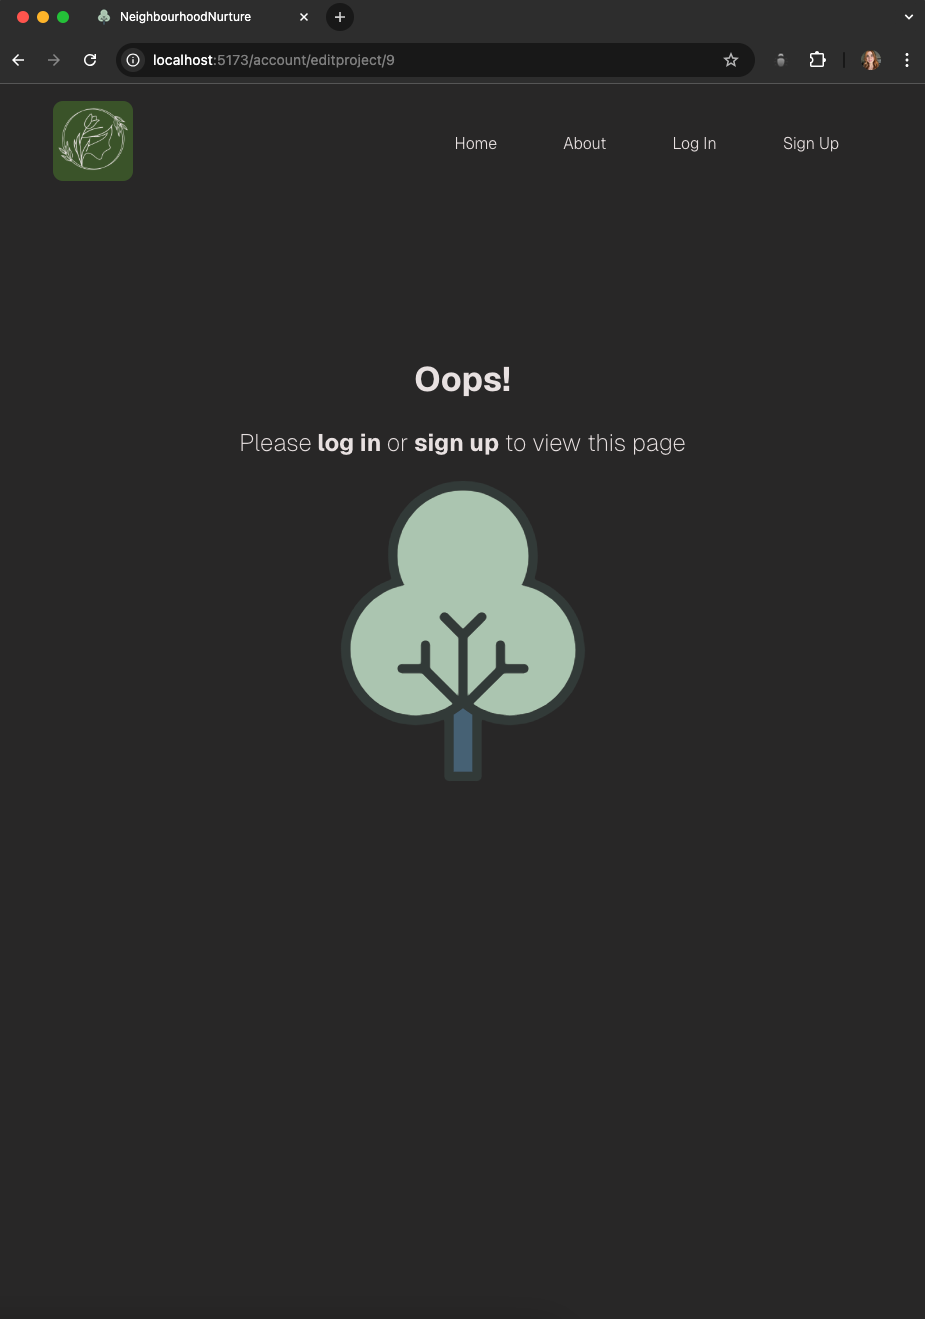 NeighbourhoodNurture
localhost:5173/account/editproject/9
Home About Log In Sign Up
Oops!
Please log in or sign up to view this page